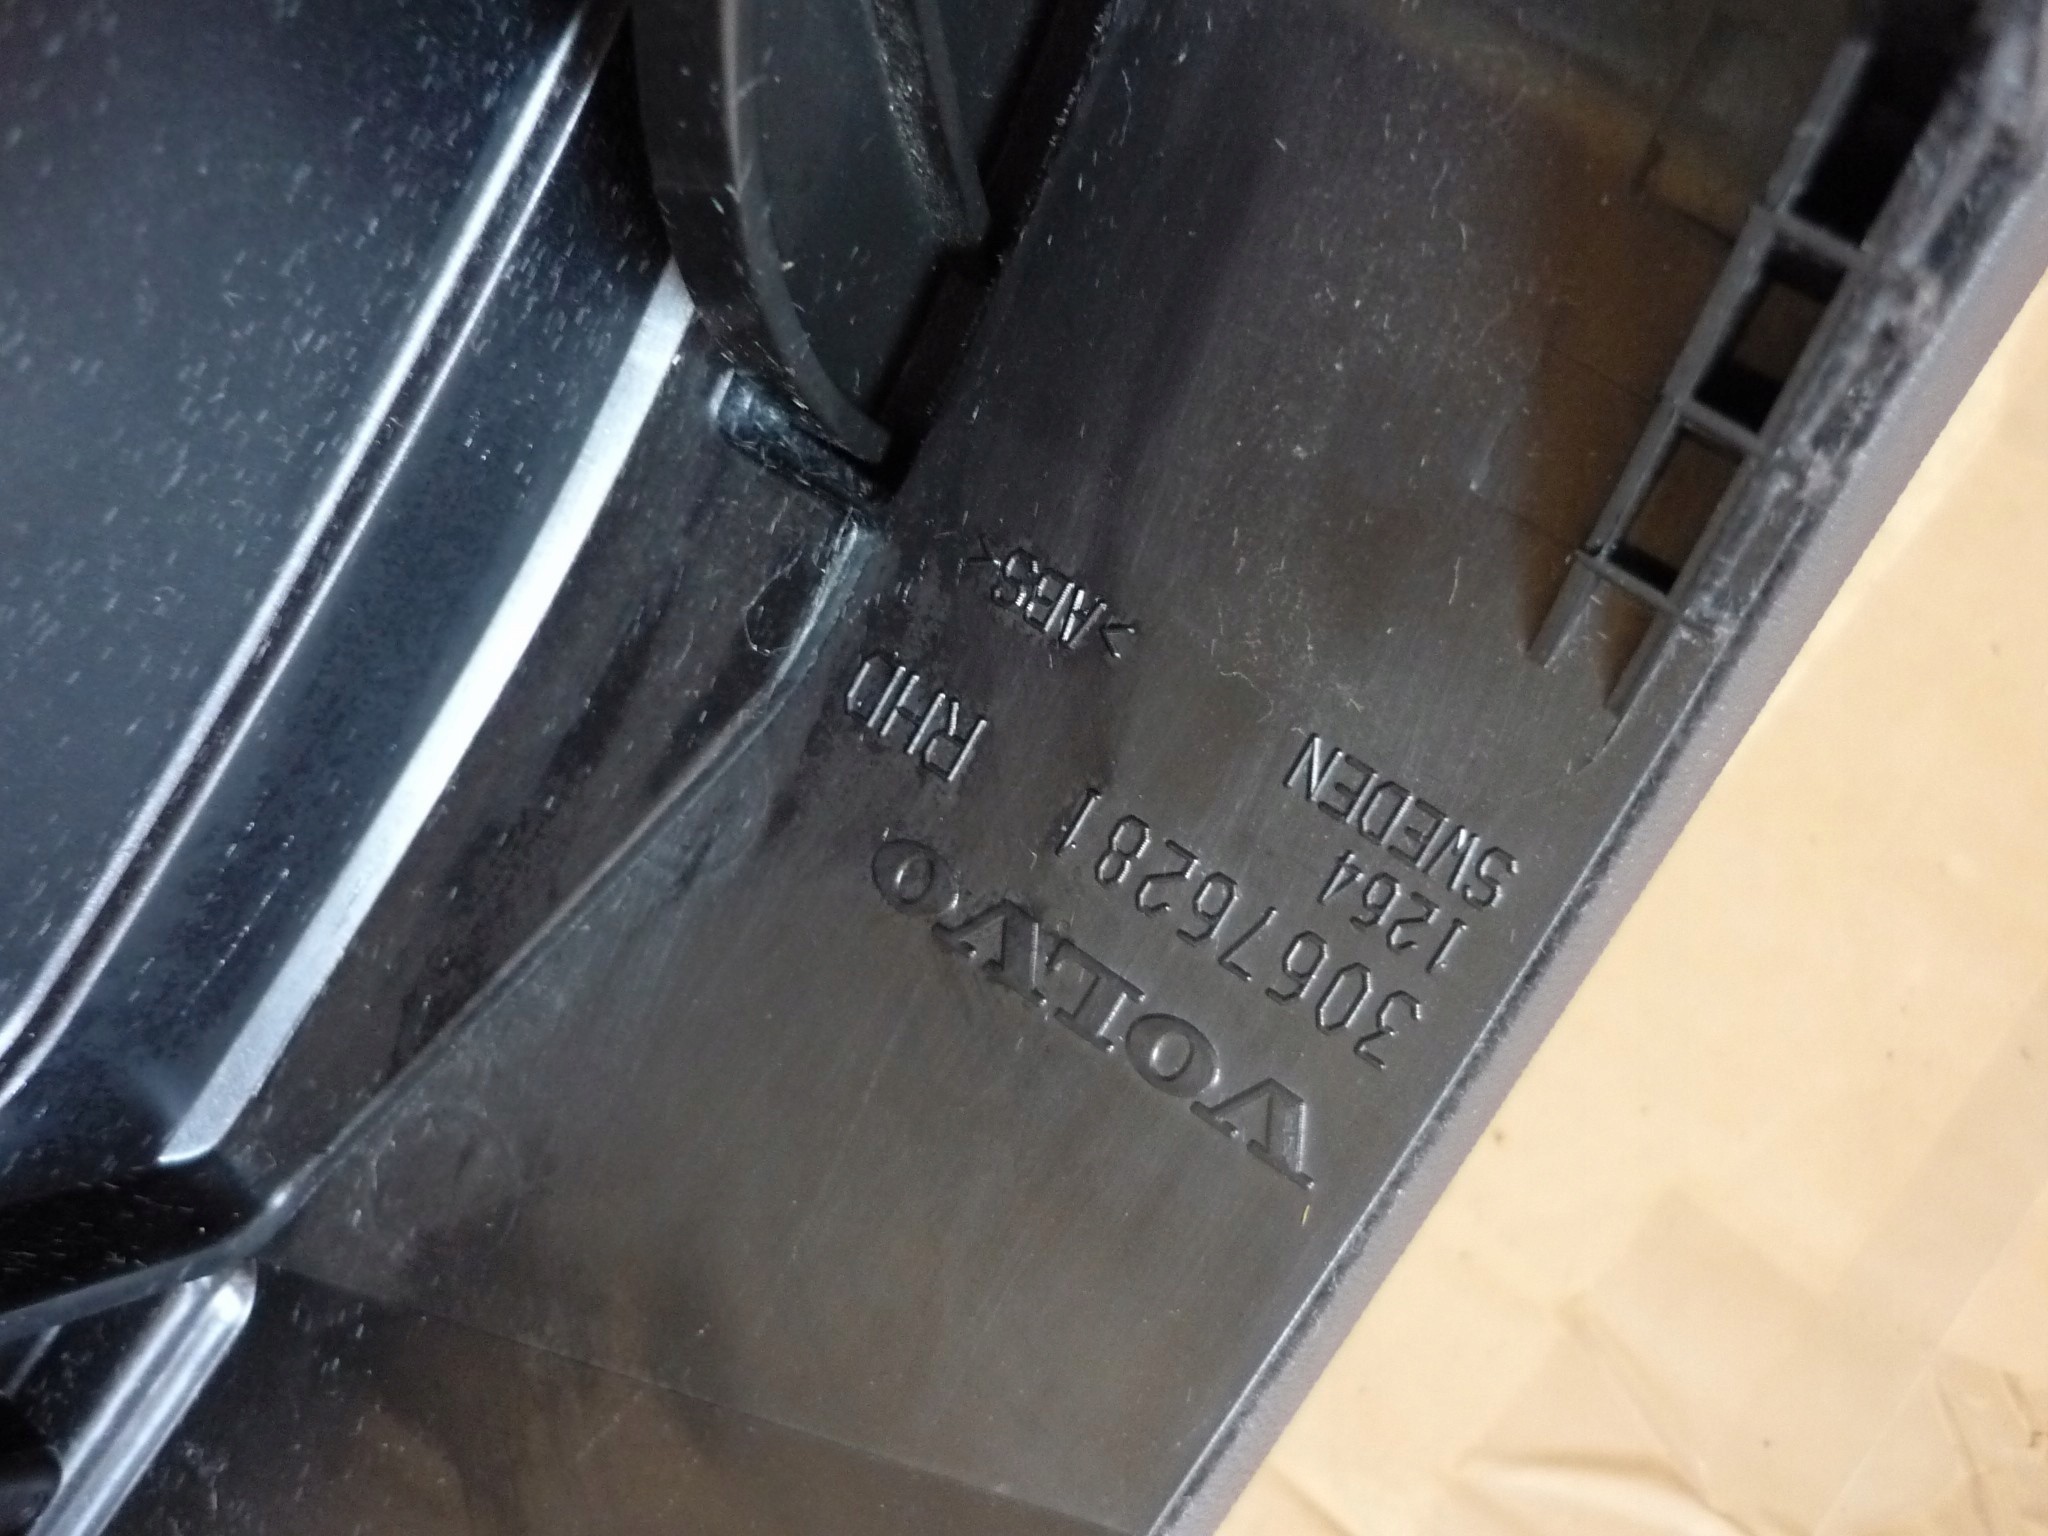 VOLVO
30676281 RHD
1264
SWEDEN
>ABS<